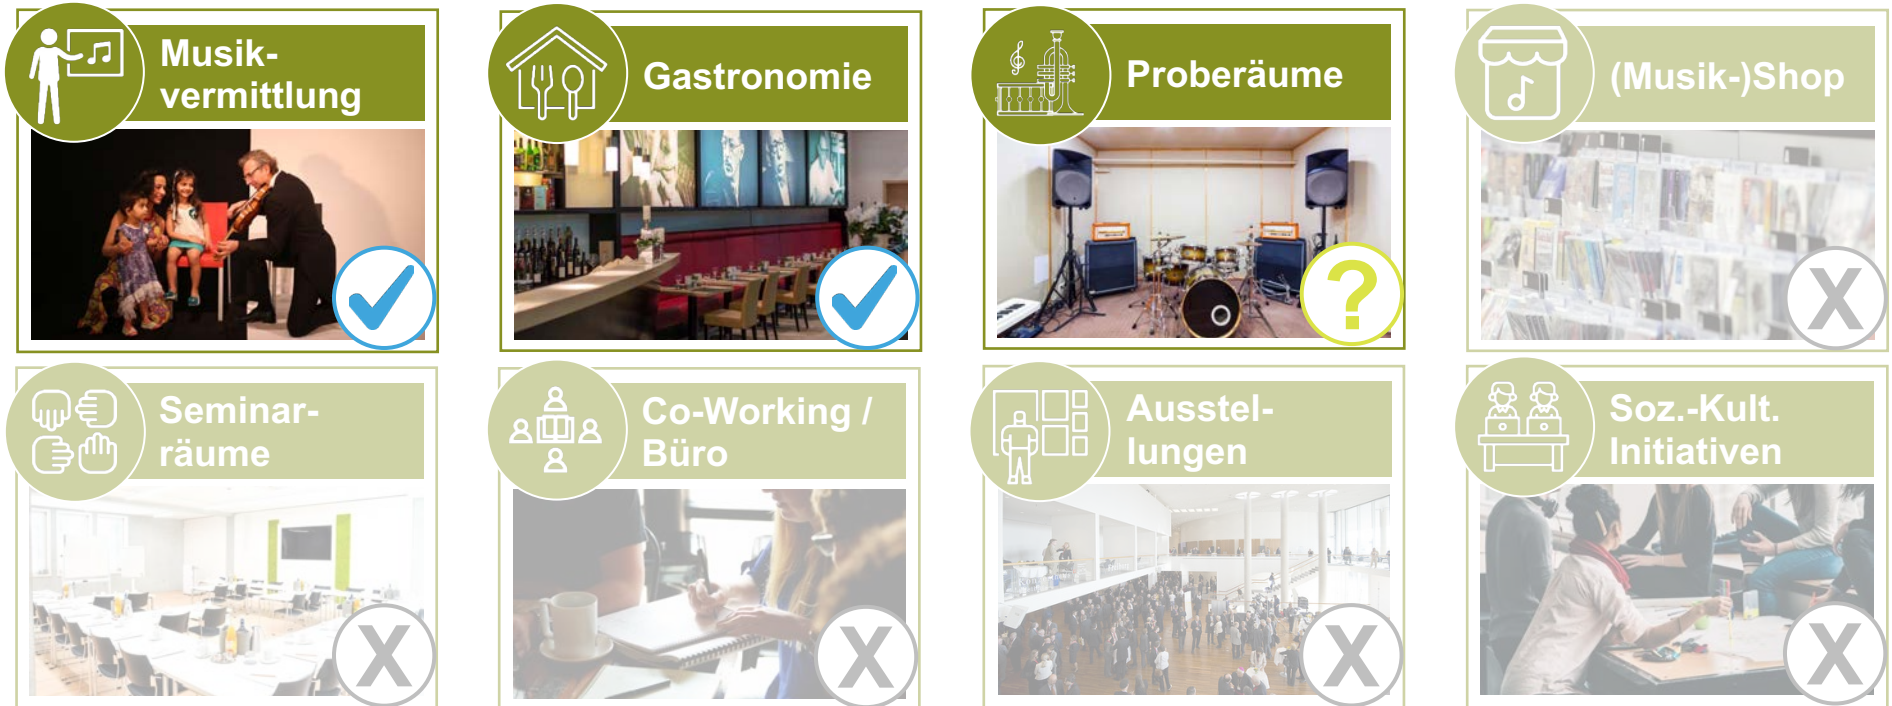 Musik-
vermittlung
Gastronomie
Proberäume
?
(Musik-)Shop
X
Seminar-
räume
X
Co-Working /
Büro
X
Ausstel-
lungen
X
Soz.-Kult.
Initiativen
X